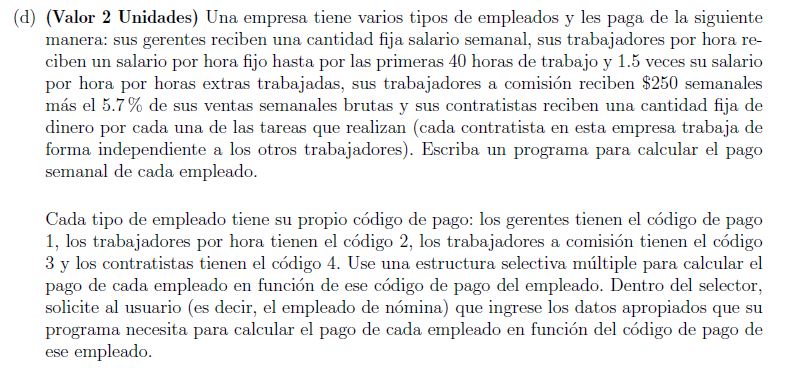 (d) (Valor 2 Unidades) Una empresa tiene varios tipos de empleados y les paga de la siguiente
manera: sus gerentes reciben una cantidad fija salario semanal, sus trabajadores por hora re-
ciben un salario por hora fijo hasta por las primeras 40 horas de trabajo y 1.5 veces su salario
por hora por horas extras trabajadas, sus trabajadores a comisión reciben $250 semanales
más el 5.7% de sus ventas semanales brutas y sus contratistas reciben una cantidad fija de
dinero por cada una de las tareas que realizan (cada contratista en esta empresa trabaja de
forma independiente a los otros trabajadores). Escriba un programa para calcular el pago
semanal de cada empleado.
Cada tipo de empleado tiene su propio código de pago: los gerentes tienen el código de pago
1, los trabajadores por hora tienen el código 2, los trabajadores a comisión tienen el código
3 y los contratistas tienen el código 4. Use una estructura selectiva múltiple para calcular el
pago de cada empleado en función de ese código de pago del empleado. Dentro del selector,
solicite al usuario (es decir, el empleado de nómina) que ingrese los datos apropiados que su
programa necesita para calcular el pago de cada empleado en función del código de pago de
ese empleado.